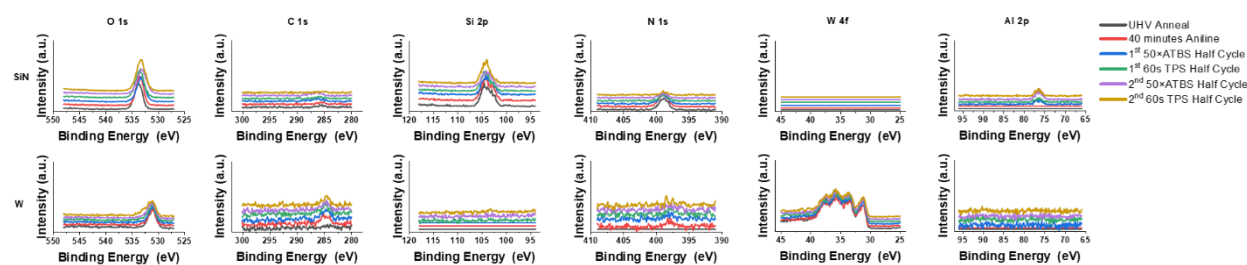 O 1s
C 1s
Si 2p
N 1s
W 4f
Al 2p
SiN
Intensity (a.u.)
550 545 540 535 530 525
Binding Energy (eV)
Intensity (a.u.)
300 295 290 285 280
Binding Energy (eV)
Intensity (a.u.)
120 115 110 105 100 95
Binding Energy (eV)
Intensity (a.u.)
410 405 400 395 390
Binding Energy (eV)
Intensity (a.u.)
45 40 35 30 25
Binding Energy (eV)
Intensity (a.u.)
95 90 85 80 75 70 65
Binding Energy (eV)
UHV Anneal
40 minutes Aniline
1st 50×ATBS Half Cycle
1st 60s TPS Half Cycle
2nd 50×ATBS Half Cycle
2nd 60s TPS Half Cycle
W
Intensity (a.u.)
550 545 540 535 530 525
Binding Energy (eV)
Intensity (a.u.)
300 295 290 285 280
Binding Energy (eV)
Intensity (a.u.)
120 115 110 105 100 95
Binding Energy (eV)
Intensity (a.u.)
410 405 400 395 390
Binding Energy (eV)
Intensity (a.u.)
45 40 35 30 25
Binding Energy (eV)
Intensity (a.u.)
95 90 85 80 75 70 65
Binding Energy (eV)